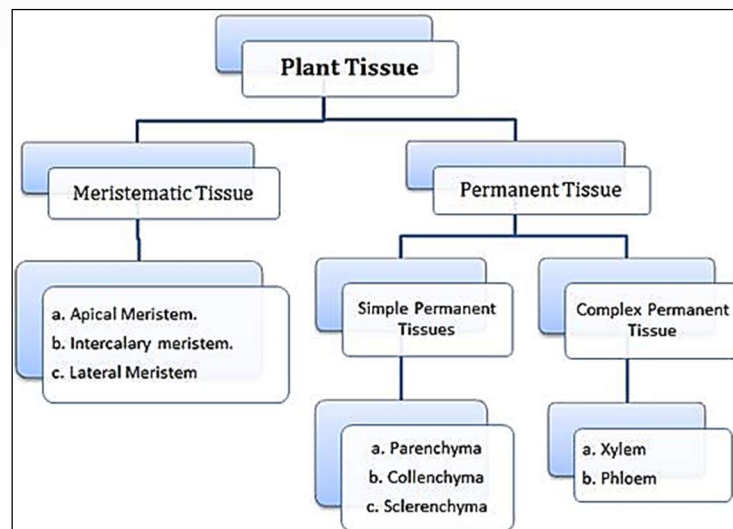 Plant Tissue
Meristematic Tissue
Permanent Tissue
a. Apical Meristem.
b. Intercalary meristem.
c. Lateral Meristem
Simple Permanent
Tissues
Complex Permanent
Tissue
a. Parenchyma
b. Collenchyma
c. Sclerenchyma
a. Xylem
b. Phloem